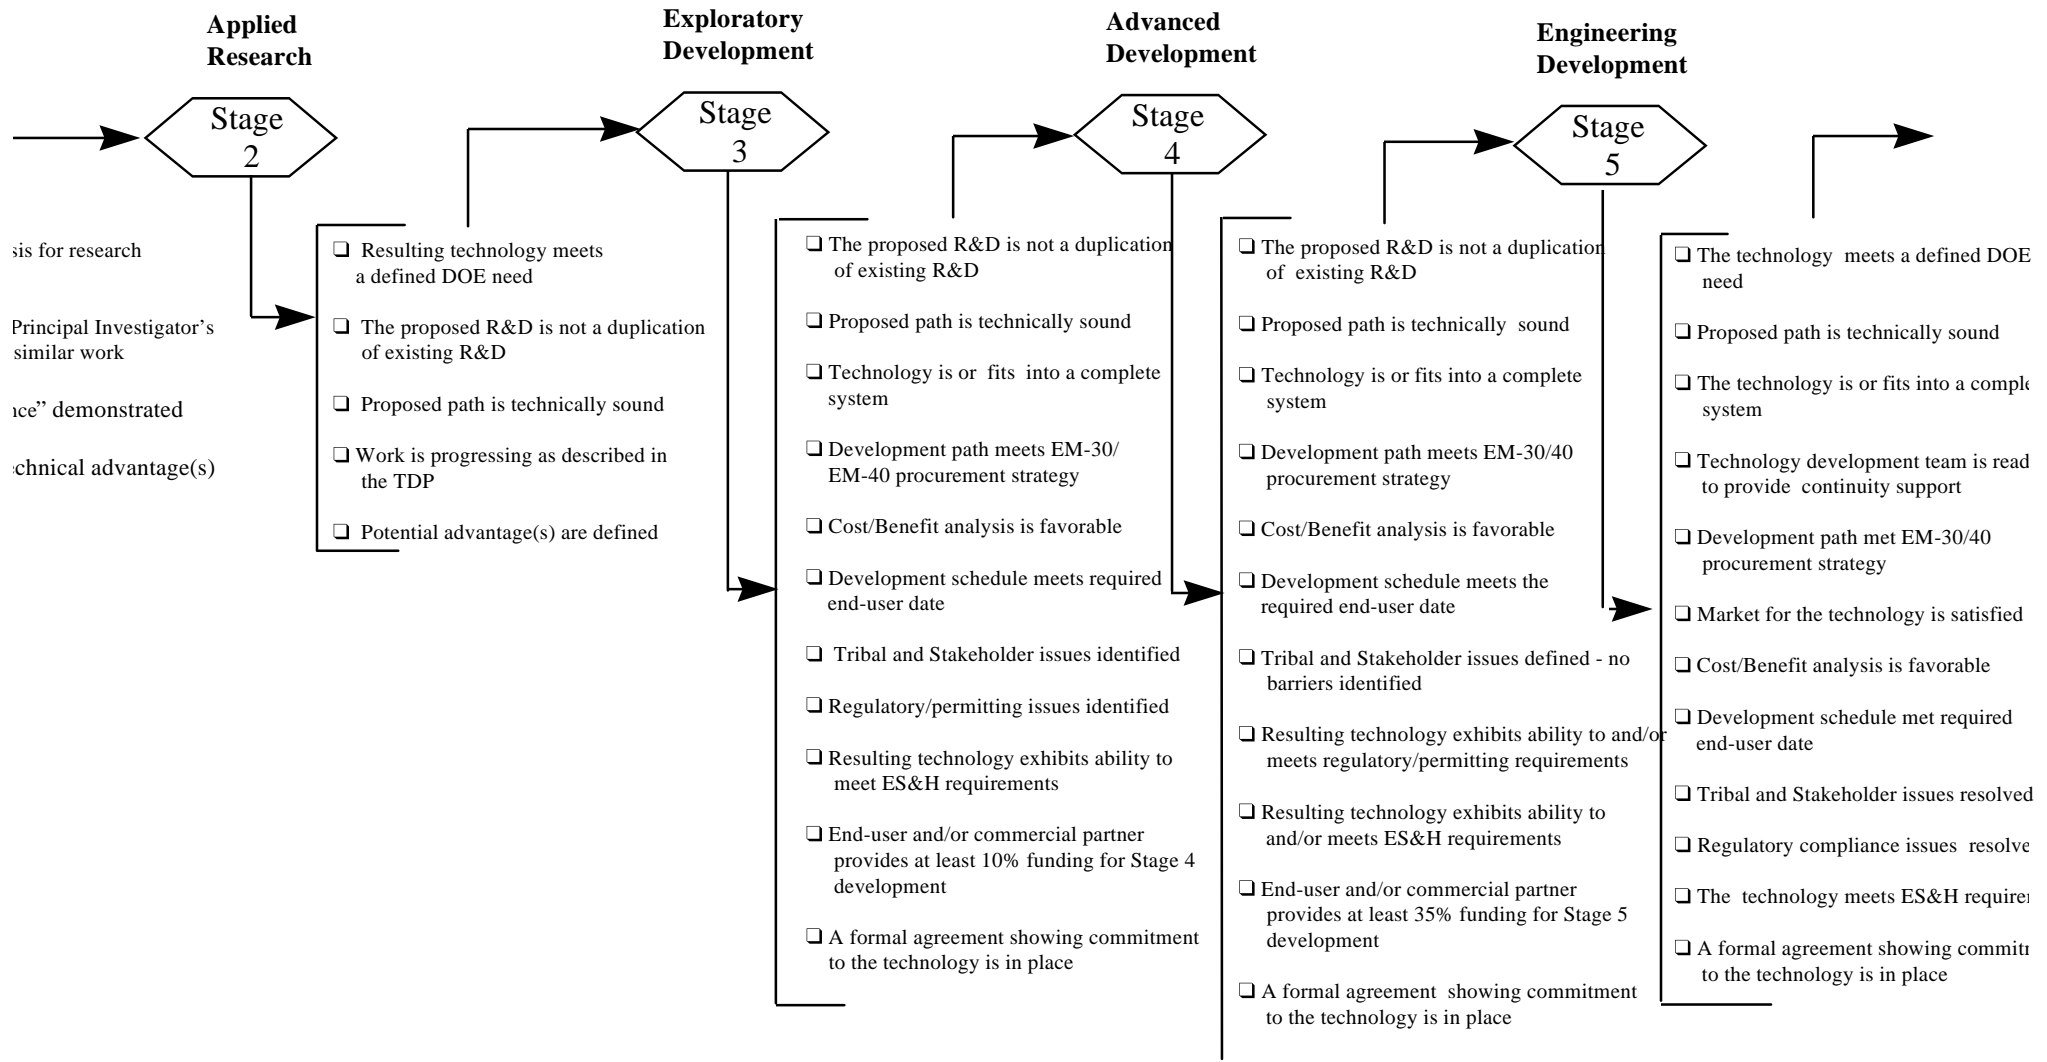 Applied
Research
Exploratory
Development
Advanced
Development
Engineering
Development
Stage
2
Stage
3
Stage
4
Stage
5
for research
Principal Investigator’s
similar work
demonstrated
advantage(s)
❑ Resulting technology meets
a defined DOE need
❑ The proposed R&D is not a duplication
of existing R&D
❑ Proposed path is technically sound
❑ Work is progressing as described in
the TDP
❑ Potential advantage(s) are defined
❑ The proposed R&D is not a duplication
of existing R&D
❑ Proposed path is technically sound
❑ Technology is or fits into a complete
system
❑ Development path meets EM-30/
EM-40 procurement strategy
❑ Cost/Benefit analysis is favorable
❑ Development schedule meets required
end-user date
❑ Tribal and Stakeholder issues identified
❑ Regulatory/permitting issues identified
❑ Resulting technology exhibits ability to
meet ES&H requirements
❑ End-user and/or commercial partner
provides at least 10% funding for Stage 4
development
❑ A formal agreement showing commitment
to the technology is in place
❑ The proposed R&D is not a duplication
of existing R&D
❑ Proposed path is technically sound
❑ Technology is or fits into a complete
system
❑ Development path meets EM-30/40
procurement strategy
❑ Cost/Benefit analysis is favorable
❑ Development schedule meets the
required end-user date
❑ Tribal and Stakeholder issues defined - no
barriers identified
❑ Resulting technology exhibits ability to and/or
meets regulatory/permitting requirements
❑ Resulting technology exhibits ability to
and/or meets ES&H requirements
❑ End-user and/or commercial partner
provides at least 35% funding for Stage 5
development
❑ A formal agreement showing commitment
to the technology is in place
❑ The technology meets a defined DOE
need
❑ Proposed path is technically sound
❑ The technology is or fits into a
system
❑ Technology development team is
to provide continuity support
❑ Development path met EM-30/40
procurement strategy
❑ Market for the technology is satisfied
❑ Cost/Benefit analysis is favorable
❑ Development schedule met required
end-user date
❑ Tribal and Stakeholder issues resolved
❑ Regulatory compliance issues
❑ The technology meets ES&H
❑ A formal agreement showing
to the technology is in place